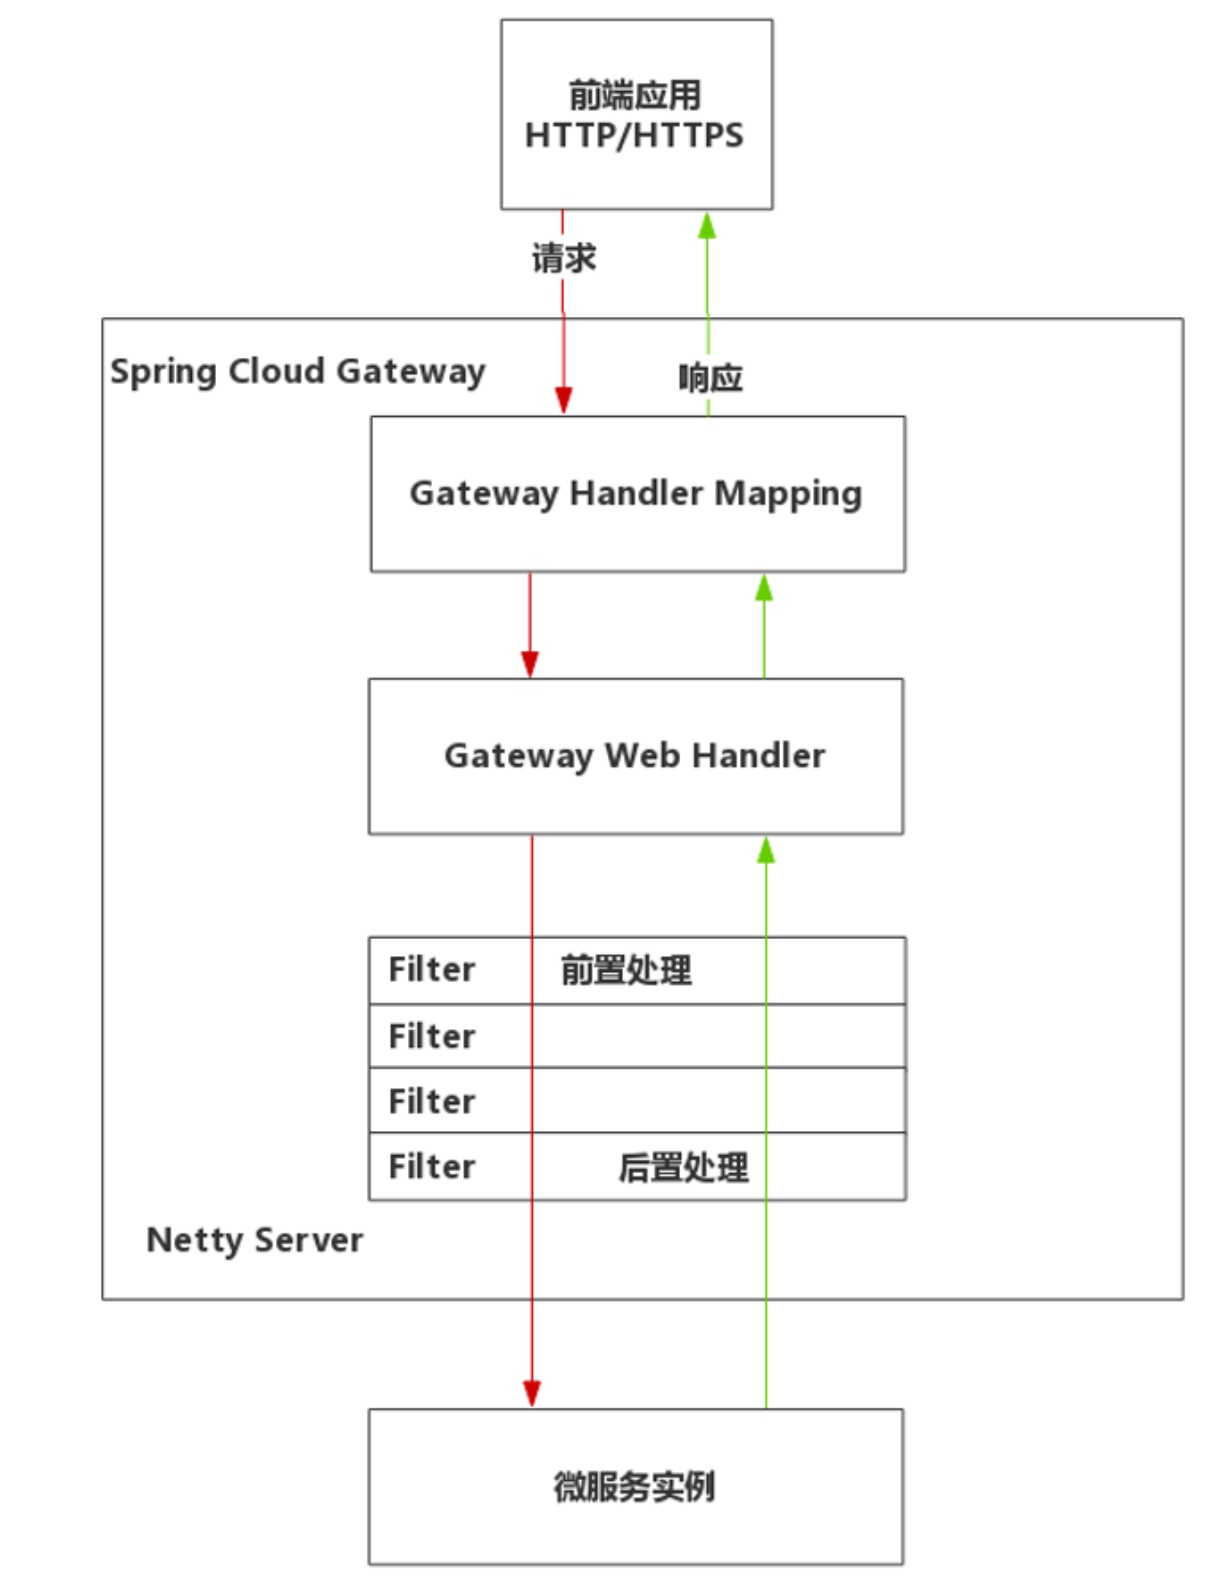 前端应用
HTTP/HTTPS
请求
Spring Cloud Gateway
响应
Gateway Handler Mapping
Gateway Web Handler
Filter 前置处理
Filter
Filter
Filter 后置处理
Netty Server
微服务实例